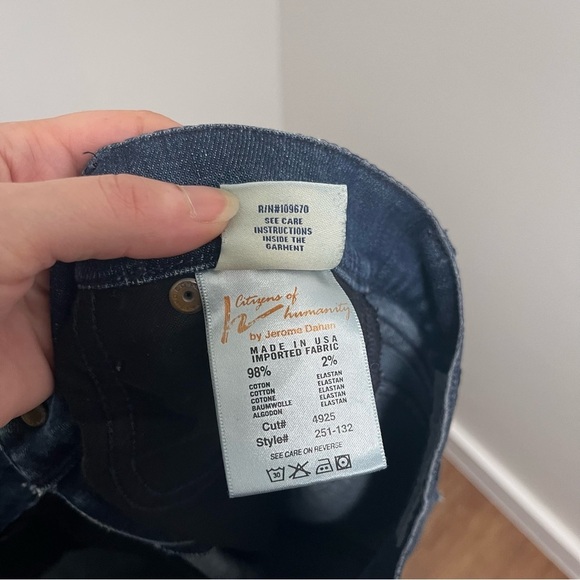 R/N#109670
SEE CARE
INSTRUCTIONS
INSIDE THE
GARMENT
Citizens of
humanity
by Jerome Dahan
MADE IN USA
IMPORTED FABRIC
98% 2%
COTON ELASTAN
COTTON ELASTAN
COTONE ELASTAN
BAUMWOLLE ELASTAN
ALGODON ELASTAN
Cut# 4925
Style# 251-132
SEE CARE ON REVERSE
30